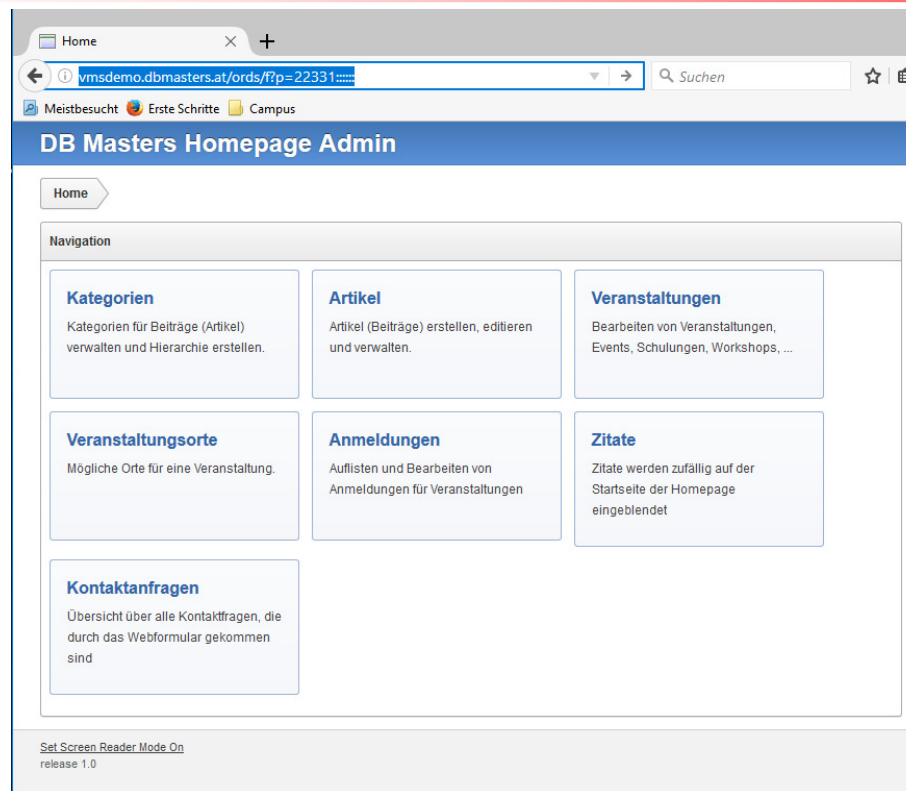 Home
vmsdemo.dbmasters.at/ords/f?p=22331::::::
Suchen
Meistbesucht Erste Schritte Campus
DB Masters Homepage Admin
Home
Navigation
Kategorien
Kategorien für Beiträge (Artikel)
verwalten und Hierarchie erstellen.
Artikel
Artikel (Beiträge) erstellen, editieren
und verwalten.
Veranstaltungen
Bearbeiten von Veranstaltungen,
Events, Schulungen, Workshops, ...
Veranstaltungsorte
Mögliche Orte für eine Veranstaltung.
Anmeldungen
Auflisten und Bearbeiten von
Anmeldungen für Veranstaltungen
Zitate
Zitate werden zufällig auf der
Startseite der Homepage
eingeblendet
Kontaktanfragen
Übersicht über alle Kontaktfragen, die
durch das Webformular gekommen
sind
Set Screen Reader Mode On
release 1.0